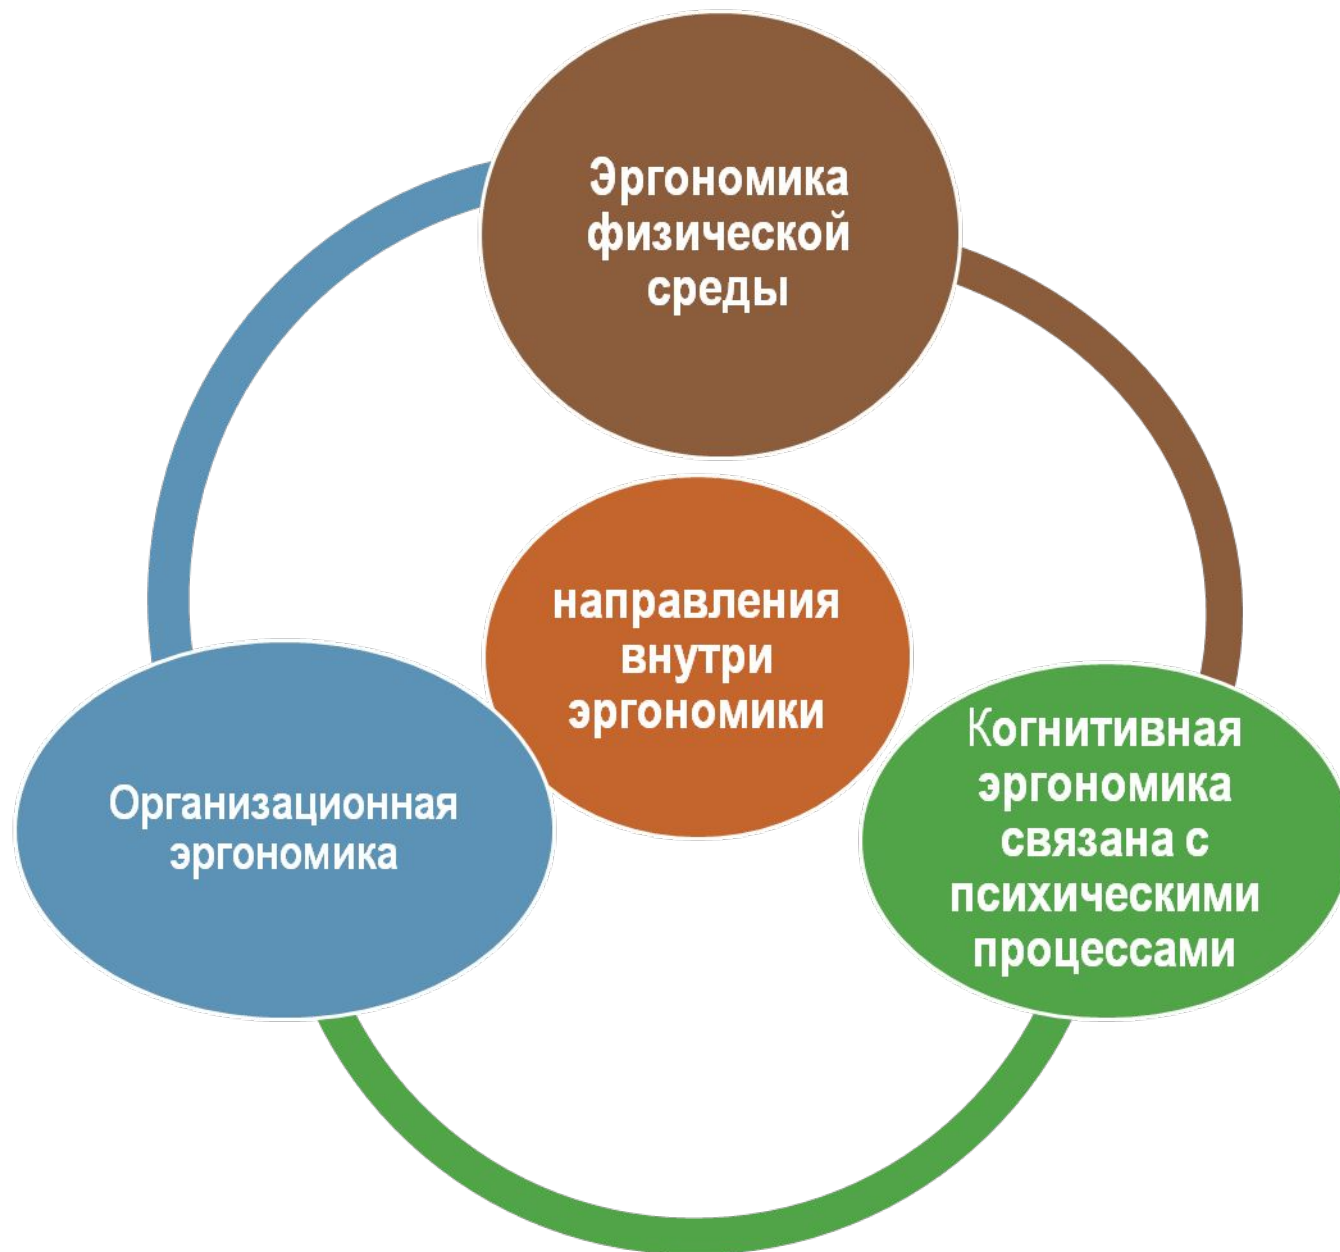 Эргономика
физической
среды
направления
внутри
эргономики
Организационная
эргономика
Когнитивная
эргономика
связана с
психическими
процессами